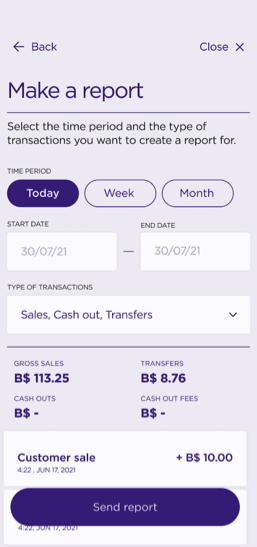 ← Back Close ×
Make a report
Select the time period and the type of
transactions you want to create a report for.
TIME PERIOD
Today Week Month
START DATE END DATE
30/07/21 — 30/07/21
TYPE OF TRANSACTIONS
Sales, Cash out, Transfers
GROSS SALES TRANSFERS
B$ 113.25 B$ 8.76
CASH OUTS CASH OUT FEES
B$ - B$ -
Customer sale + B$ 10.00
4:22 , JUN 17, 2021
Send report
4:22, JUN 17, 2021